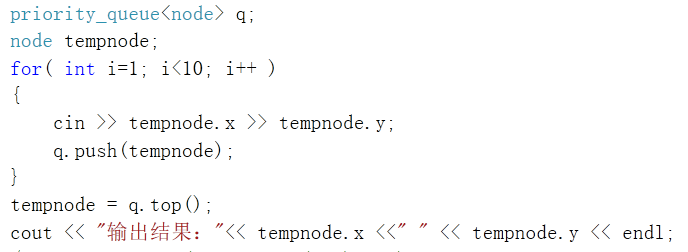 priority_queue<node> q;
node tempnode;
for( int i=1; i<10; i++ )
{
    cin >> tempnode.x >> tempnode.y;
    q.push(tempnode);
}
tempnode = q.top();
cout << "输出结果："<< tempnode.x <<" " << tempnode.y << endl;